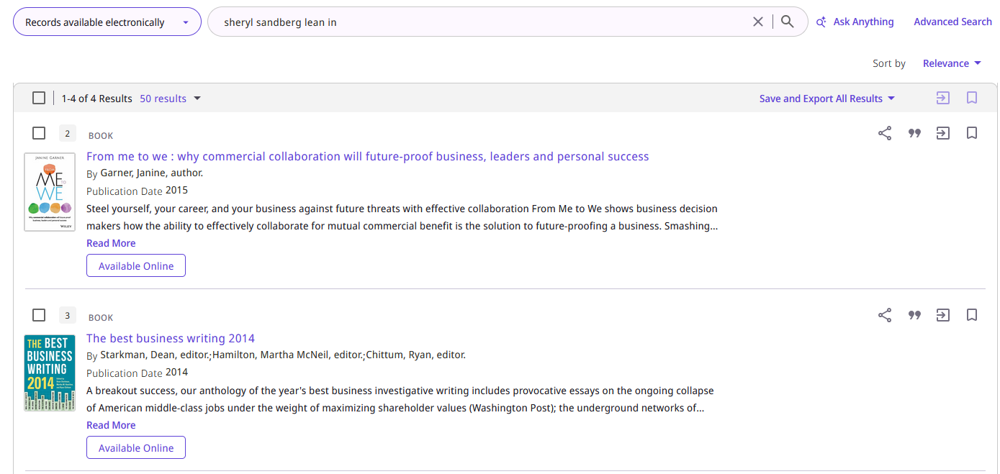 Records available electronically
sheryl sandberg lean in
Ask Anything
Advanced Search
Sort by Relevance
1-4 of 4 Results 50 results
Save and Export All Results
2 BOOK
JANINE GARNER
FROM
ME TO
WE
WILEY
From me to we : why commercial collaboration will future-proof business, leaders and personal success
By Garner, Janine, author.
Publication Date 2015
Steel yourself, your career, and your business against future threats with effective collaboration From Me to We shows business decision
makers how the ability to effectively collaborate for mutual commercial benefit is the solution to future-proofing a business. Smashing...
Read More
Available Online
3 BOOK
THE BEST
BUSINESS
WRITING
2014
The best business writing 2014
By Starkman, Dean, editor.;Hamilton, Martha McNeil, editor.;Chittum, Ryan, editor.
Publication Date 2014
A breakout success, our anthology of the year's best business investigative writing includes provocative essays on the ongoing collapse
of American middle-class jobs under the weight of maximizing shareholder values (Washington Post); the underground networks of...
Read More
Available Online